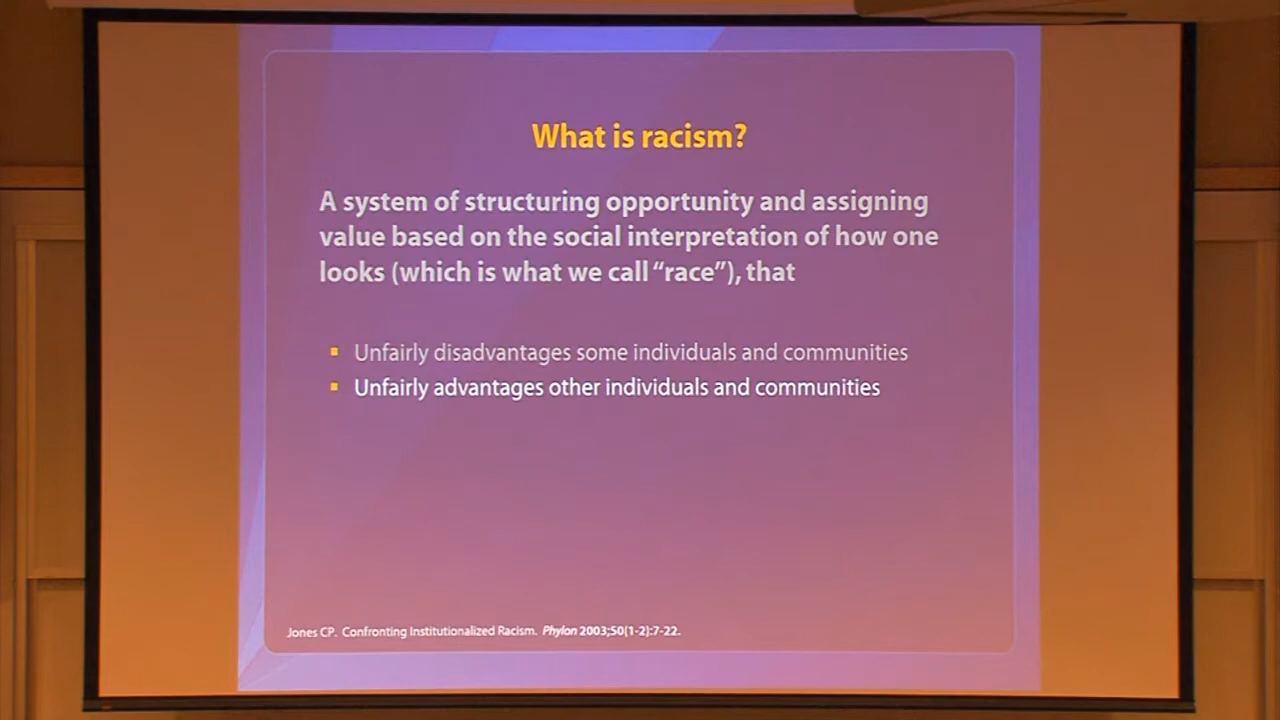 What is racism?
A system of structuring opportunity and assigning
value based on the social interpretation of how one
looks (which is what we call “race”), that
▪ Unfairly disadvantages some individuals and communities
▪ Unfairly advantages other individuals and communities
Jones CP. Confronting Institutionalized Racism. Phylon 2003;50(1-2):7-22.